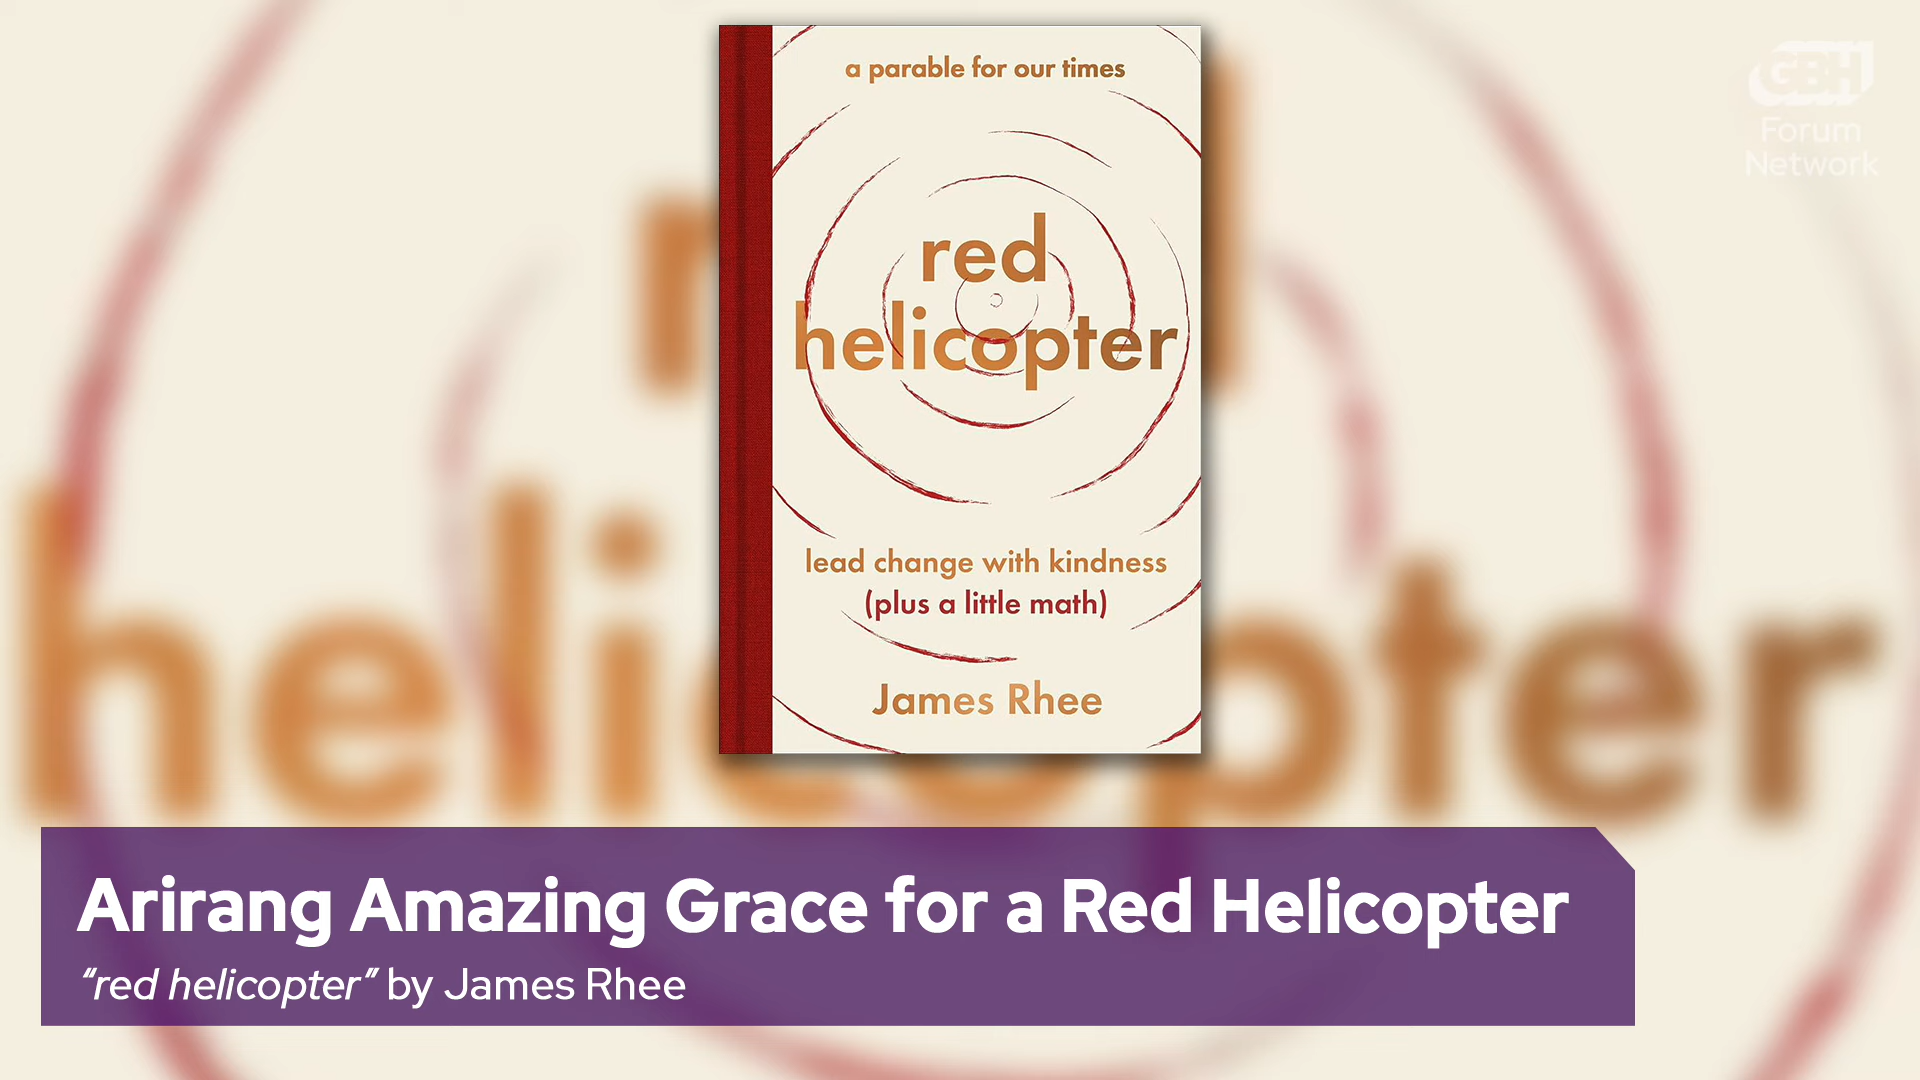 a parable for our times
red
helicopter
lead change with kindness
(plus a little math)
James Rhee
GBH
Forum
Network
Arirang Amazing Grace for a Red Helicopter
“red helicopter” by James Rhee